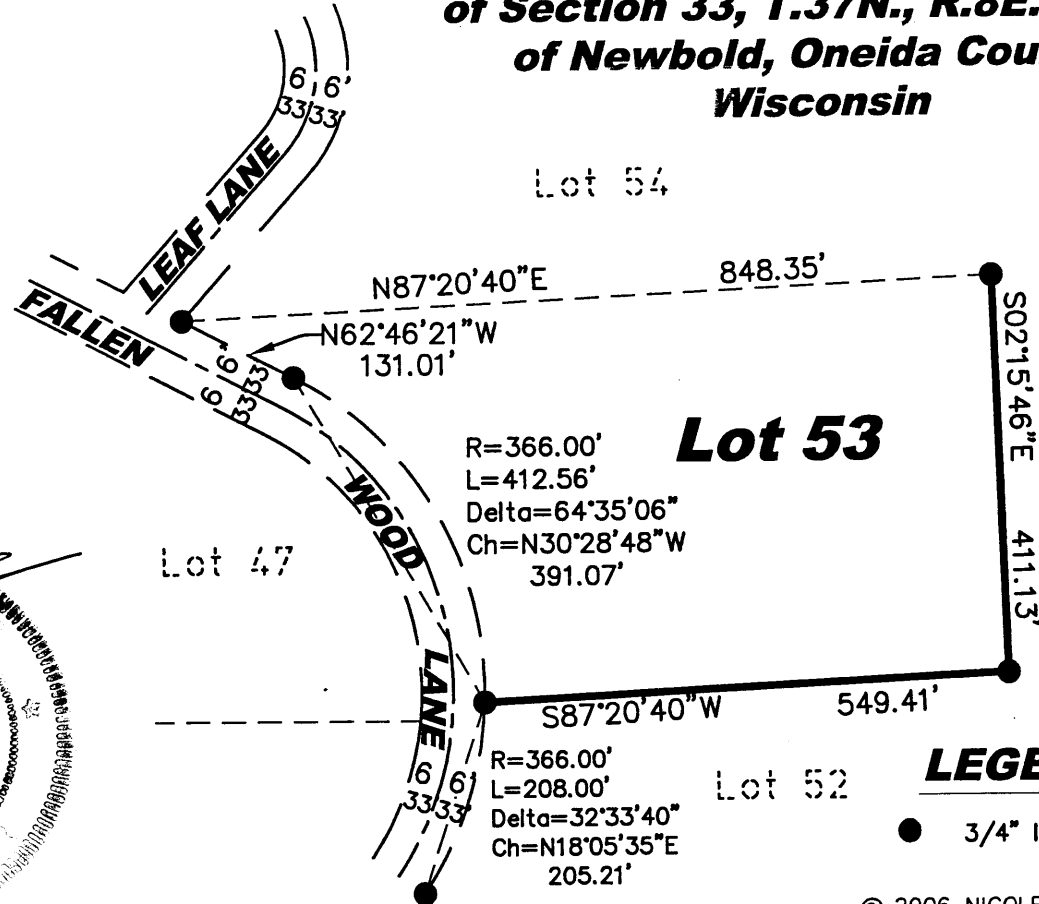 of Section 33, T.37N., R.8E.
of Newbold, Oneida Cou
Wisconsin
6 6'
33 33'
LEAF LANE
Lot 54
N87°20'40"E 848.35'
FALLEN
N62°46'21"W
131.01'
6'
33'
6
33
S02°15'46"E 411.13'
Lot 53
R=366.00'
L=412.56'
Delta=64°35'06"
Ch=N30°28'48"W
391.07'
WOOD
Lot 47
LANE
S87°20'40"W 549.41'
6 6'
33 33'
R=366.00'
L=208.00'
Delta=32°33'40"
Ch=N18°05'35"E
205.21'
Lot 52
LEGE
3/4" I
© 2006 NICOLE